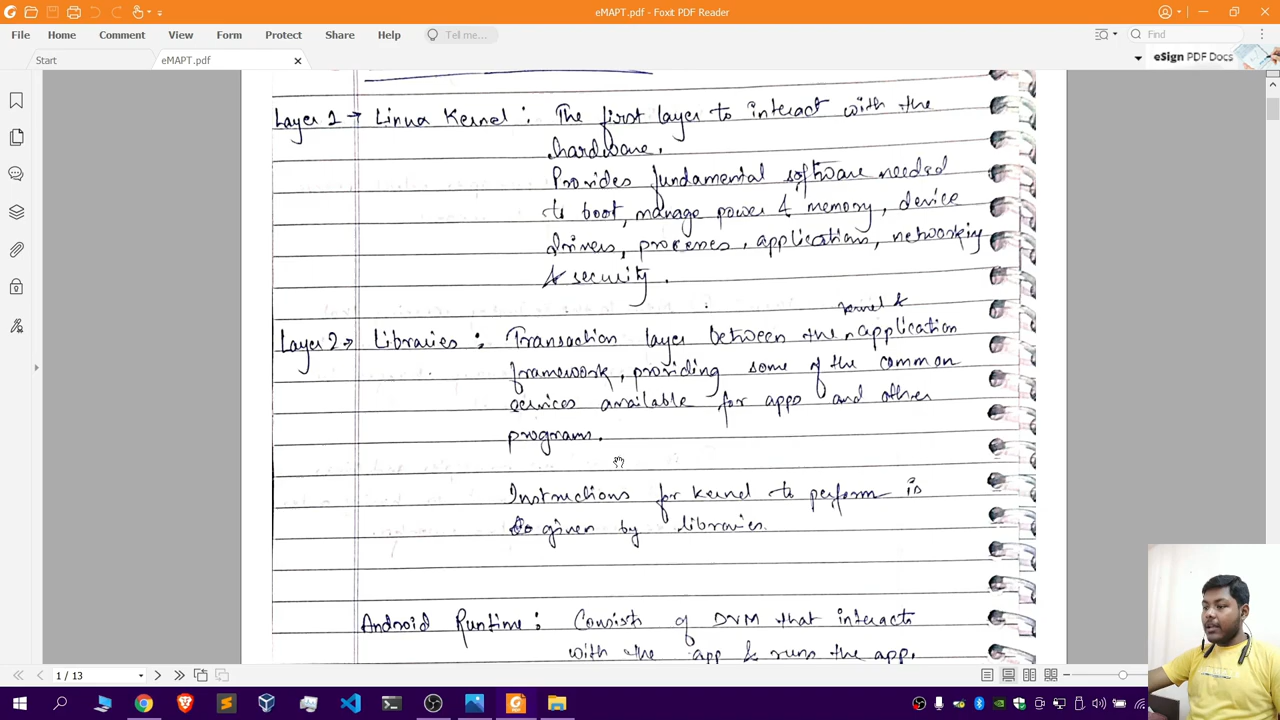 eMAPT.pdf - Foxit PDF Reader
File Home Comment View Form Protect Share Help Tell me... Find
Start eMAPT.pdf eSign PDF Docs
Layer 1 → Linux Kernel : The first layer to interact with the
hardware.
Provides fundamental software needed
to boot, manage power & memory, device
drivers, processes, applications, networking
& security.
kernel &
Layer 2 → Libraries : Transaction layer between the application
framework, providing some of the common
services available for apps and other
programs.
Instructions for kernel to perform is
given by libraries.
Android Runtime : Consist of DVM that interacts
with the app & runs the app.
1 / 13